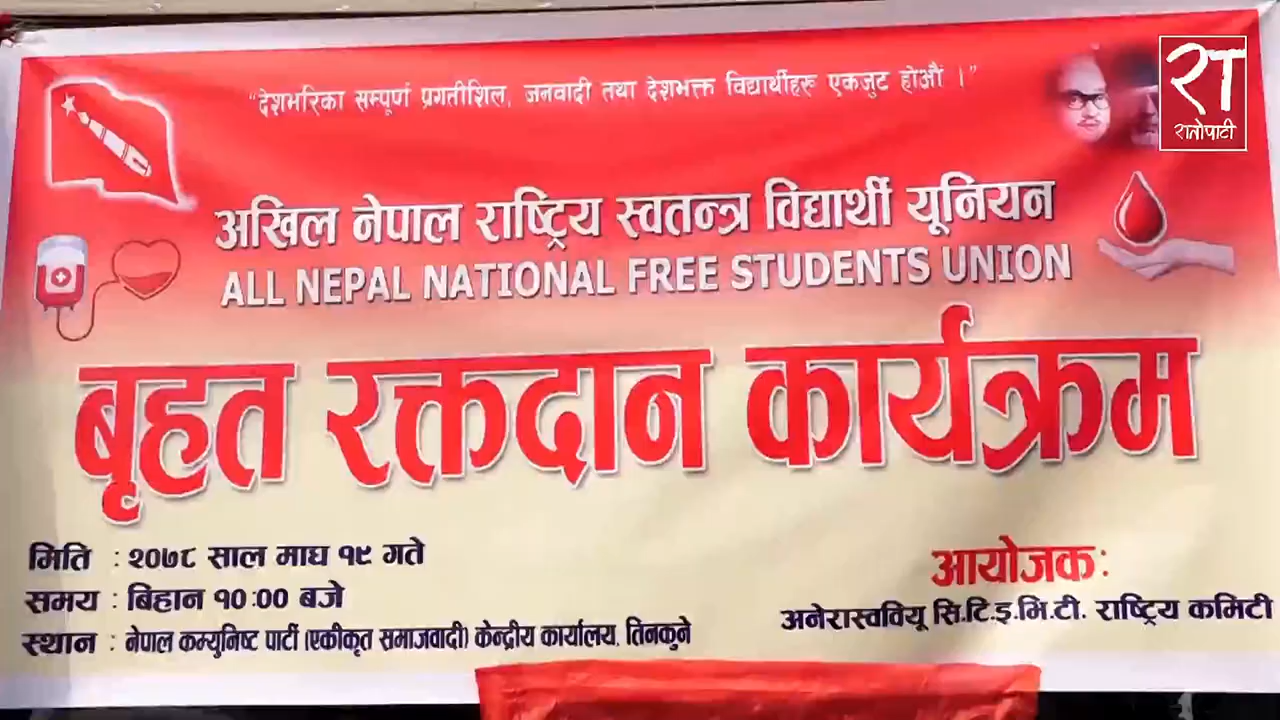 "देशभरिका सम्पूर्ण प्रगतीशिल, जनवादी तथा देशभक्त विद्यार्थीहरु एकजुट होऔं ।"
रा
रातोपाटी
अखिल नेपाल राष्ट्रिय स्वतन्त्र विद्यार्थी यूनियन
ALL NEPAL NATIONAL FREE STUDENTS UNION
बृहत रक्तदान कार्यक्रम
मिति : २०७८ साल माघ १९ गते
समय : बिहान १०:00 बजे
स्थान : नेपाल कम्युनिष्ट पार्टी (एकीकृत समाजवादी) केन्द्रीय कार्यालय, तिनकुने
आयोजक:
अनेरास्ववियू सि.टि.इ.भि.टी. राष्ट्रिय कमिटी